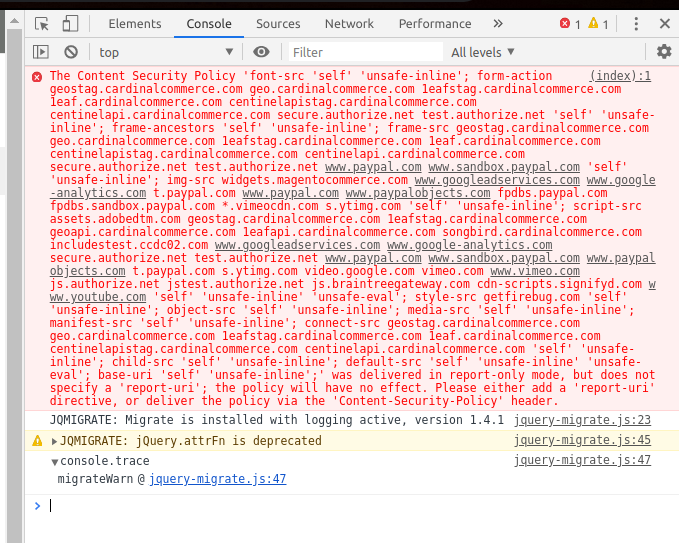 Elements Console Sources Network Performance » 1 1
top Filter All levels
The Content Security Policy 'font-src 'self' 'unsafe-inline'; form-action (index):1
geostag.cardinalcommerce.com geo.cardinalcommerce.com 1eafstag.cardinalcommerce.com
1eaf.cardinalcommerce.com centinelapistag.cardinalcommerce.com
centinelapi.cardinalcommerce.com secure.authorize.net test.authorize.net 'self' 'unsafe-
inline'; frame-ancestors 'self' 'unsafe-inline'; frame-src geostag.cardinalcommerce.com
geo.cardinalcommerce.com 1eafstag.cardinalcommerce.com 1eaf.cardinalcommerce.com
centinelapistag.cardinalcommerce.com centinelapi.cardinalcommerce.com
secure.authorize.net test.authorize.net www.paypal.com www.sandbox.paypal.com 'self'
'unsafe-inline'; img-src widgets.magentocommerce.com www.googleadservices.com www.google
-analytics.com t.paypal.com www.paypal.com www.paypalobjects.com fpdbs.paypal.com
fpdbs.sandbox.paypal.com *.vimeocdn.com s.ytimg.com 'self' 'unsafe-inline'; script-src
assets.adobedtm.com geostag.cardinalcommerce.com 1eafstag.cardinalcommerce.com
geoapi.cardinalcommerce.com 1eafapi.cardinalcommerce.com songbird.cardinalcommerce.com
includestest.ccdc02.com www.googleadservices.com www.google-analytics.com
secure.authorize.net test.authorize.net www.paypal.com www.sandbox.paypal.com www.paypal
objects.com t.paypal.com s.ytimg.com video.google.com vimeo.com www.vimeo.com
js.authorize.net jstest.authorize.net js.braintreegateway.com cdn-scripts.signifyd.com w
ww.youtube.com 'self' 'unsafe-inline' 'unsafe-eval'; style-src getfirebug.com 'self'
'unsafe-inline'; object-src 'self' 'unsafe-inline'; media-src 'self' 'unsafe-inline';
manifest-src 'self' 'unsafe-inline'; connect-src geostag.cardinalcommerce.com
geo.cardinalcommerce.com 1eafstag.cardinalcommerce.com 1eaf.cardinalcommerce.com
centinelapistag.cardinalcommerce.com centinelapi.cardinalcommerce.com 'self' 'unsafe-
inline'; child-src 'self' 'unsafe-inline'; default-src 'self' 'unsafe-inline' 'unsafe-
eval'; base-uri 'self' 'unsafe-inline';' was delivered in report-only mode, but does not
specify a 'report-uri'; the policy will have no effect. Please either add a 'report-uri'
directive, or deliver the policy via the 'Content-Security-Policy' header.
JQMIGRATE: Migrate is installed with logging active, version 1.4.1 jquery-migrate.js:23
JQMIGRATE: jQuery.attrFn is deprecated jquery-migrate.js:45
console.trace jquery-migrate.js:47
migrateWarn @ jquery-migrate.js:47